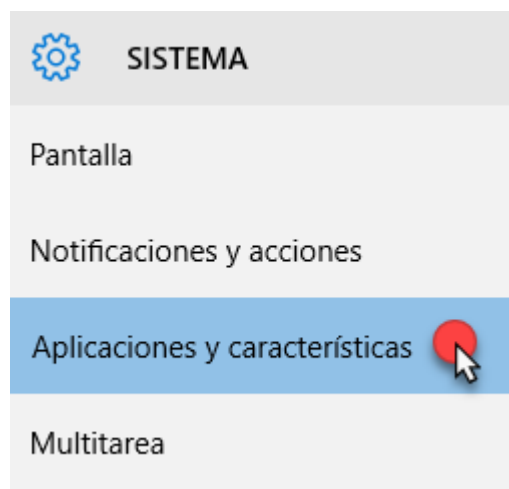 SISTEMA
Pantalla
Notificaciones y acciones
Aplicaciones y características
Multitarea